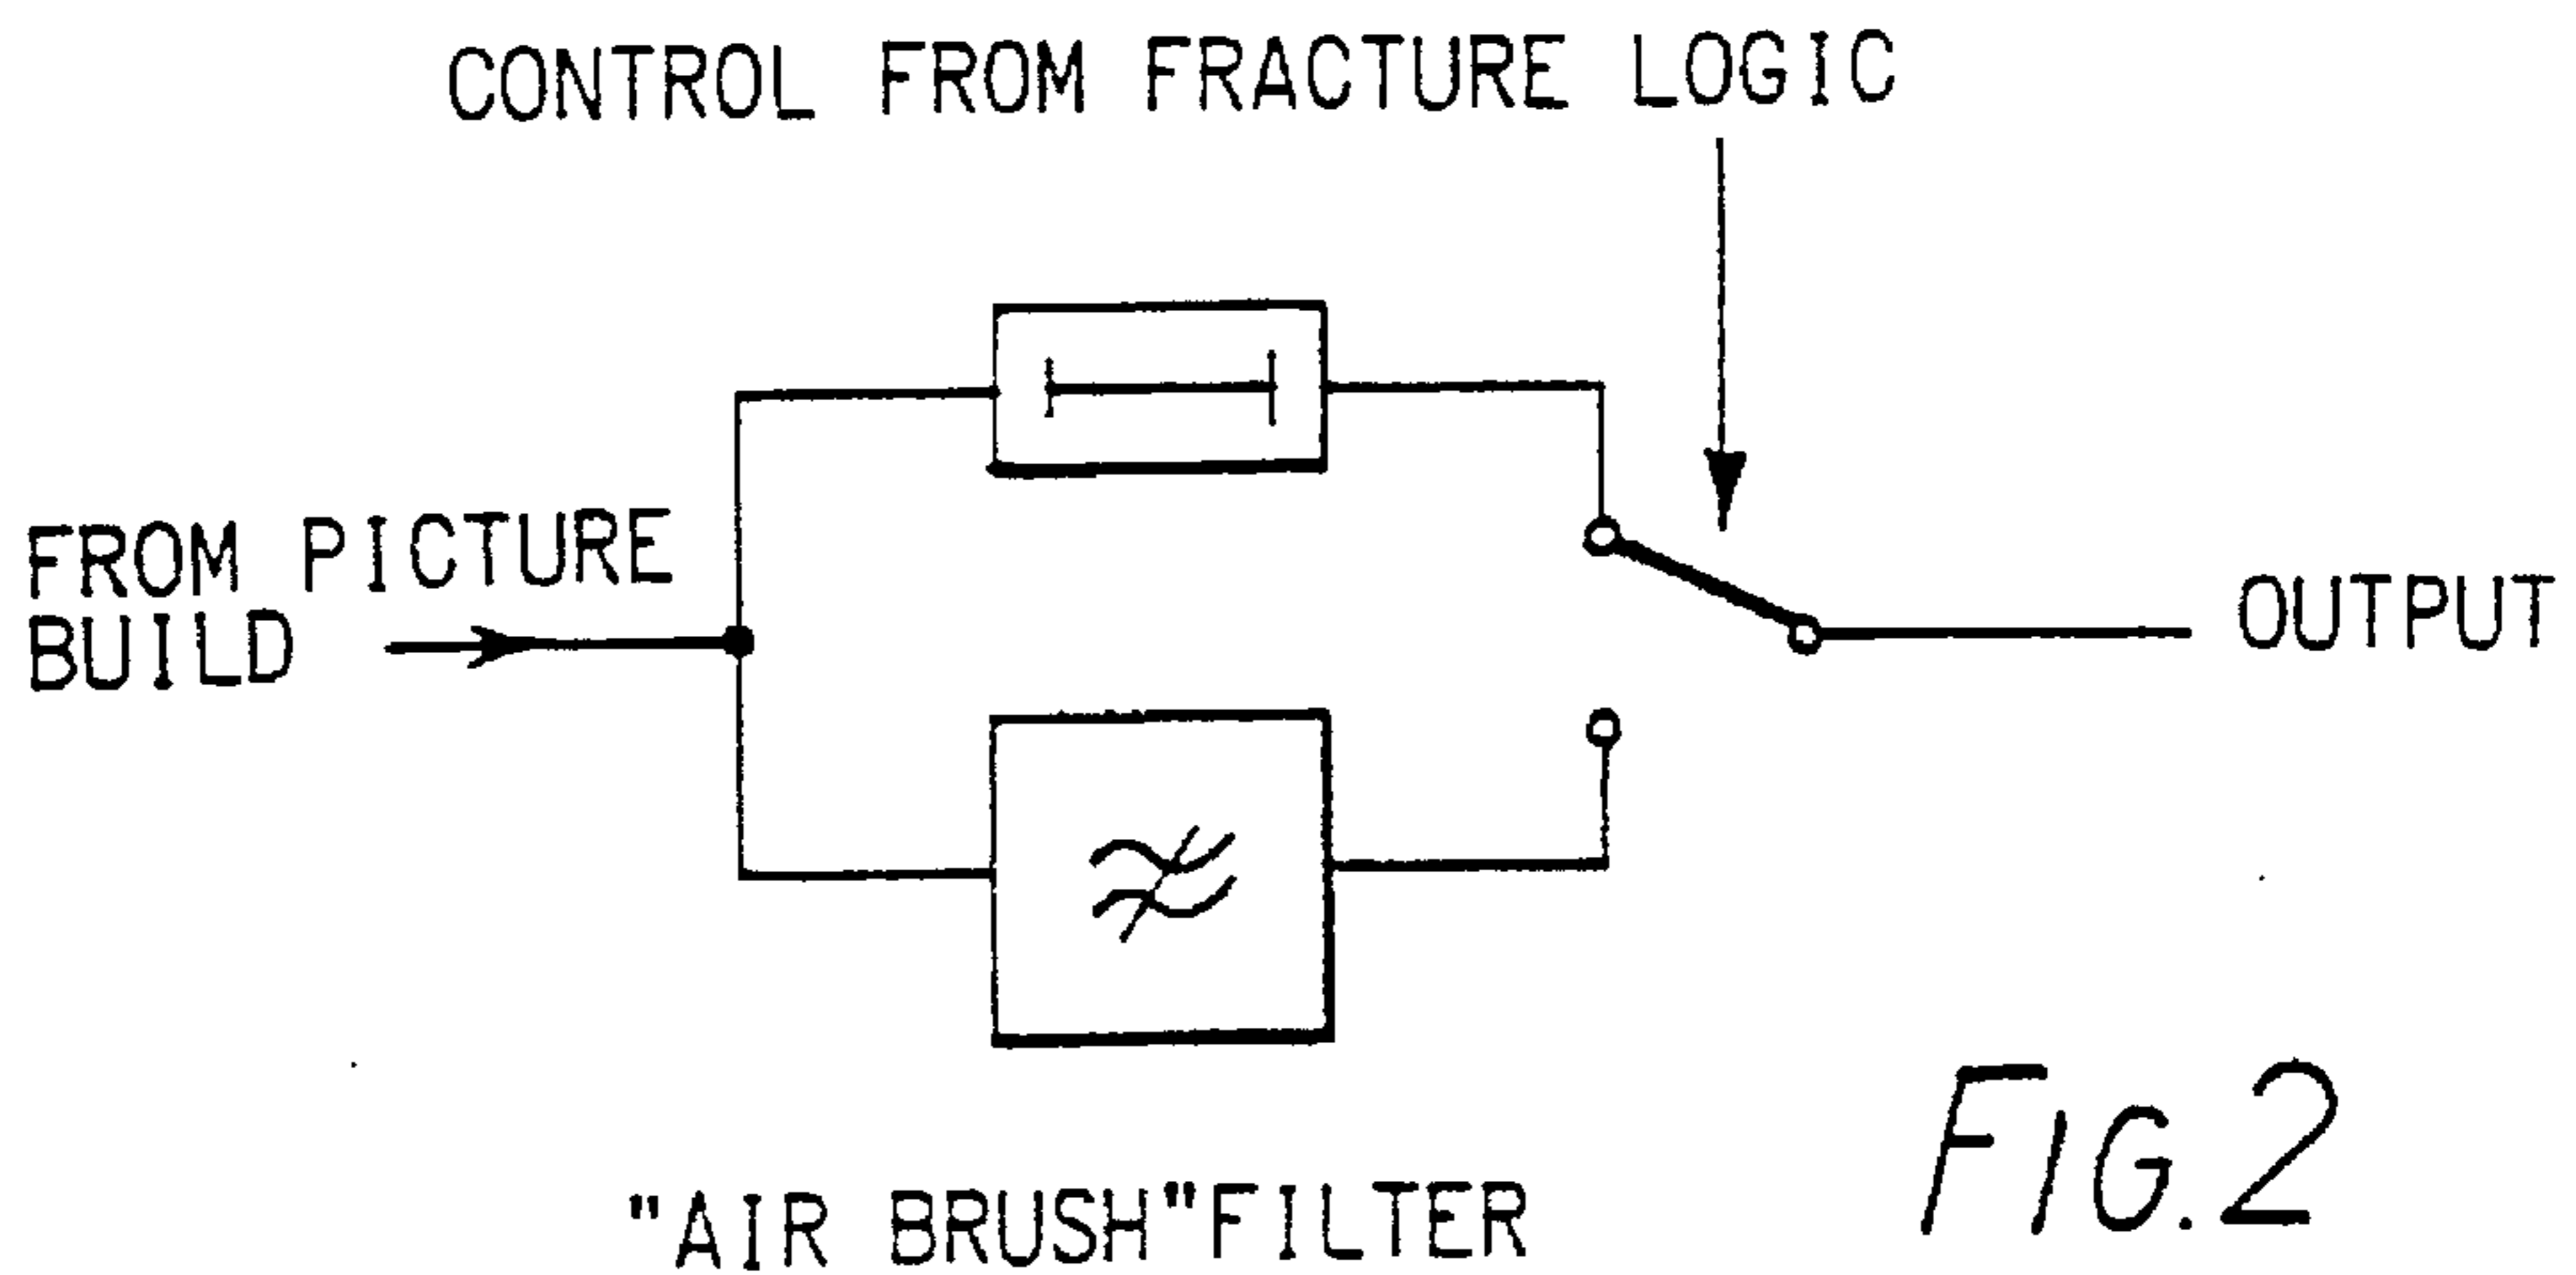 CONTROL FROM FRACTURE LOGIC
FROM PICTURE
BUILD
OUTPUT
"AIR BRUSH"FILTER
FIG.2